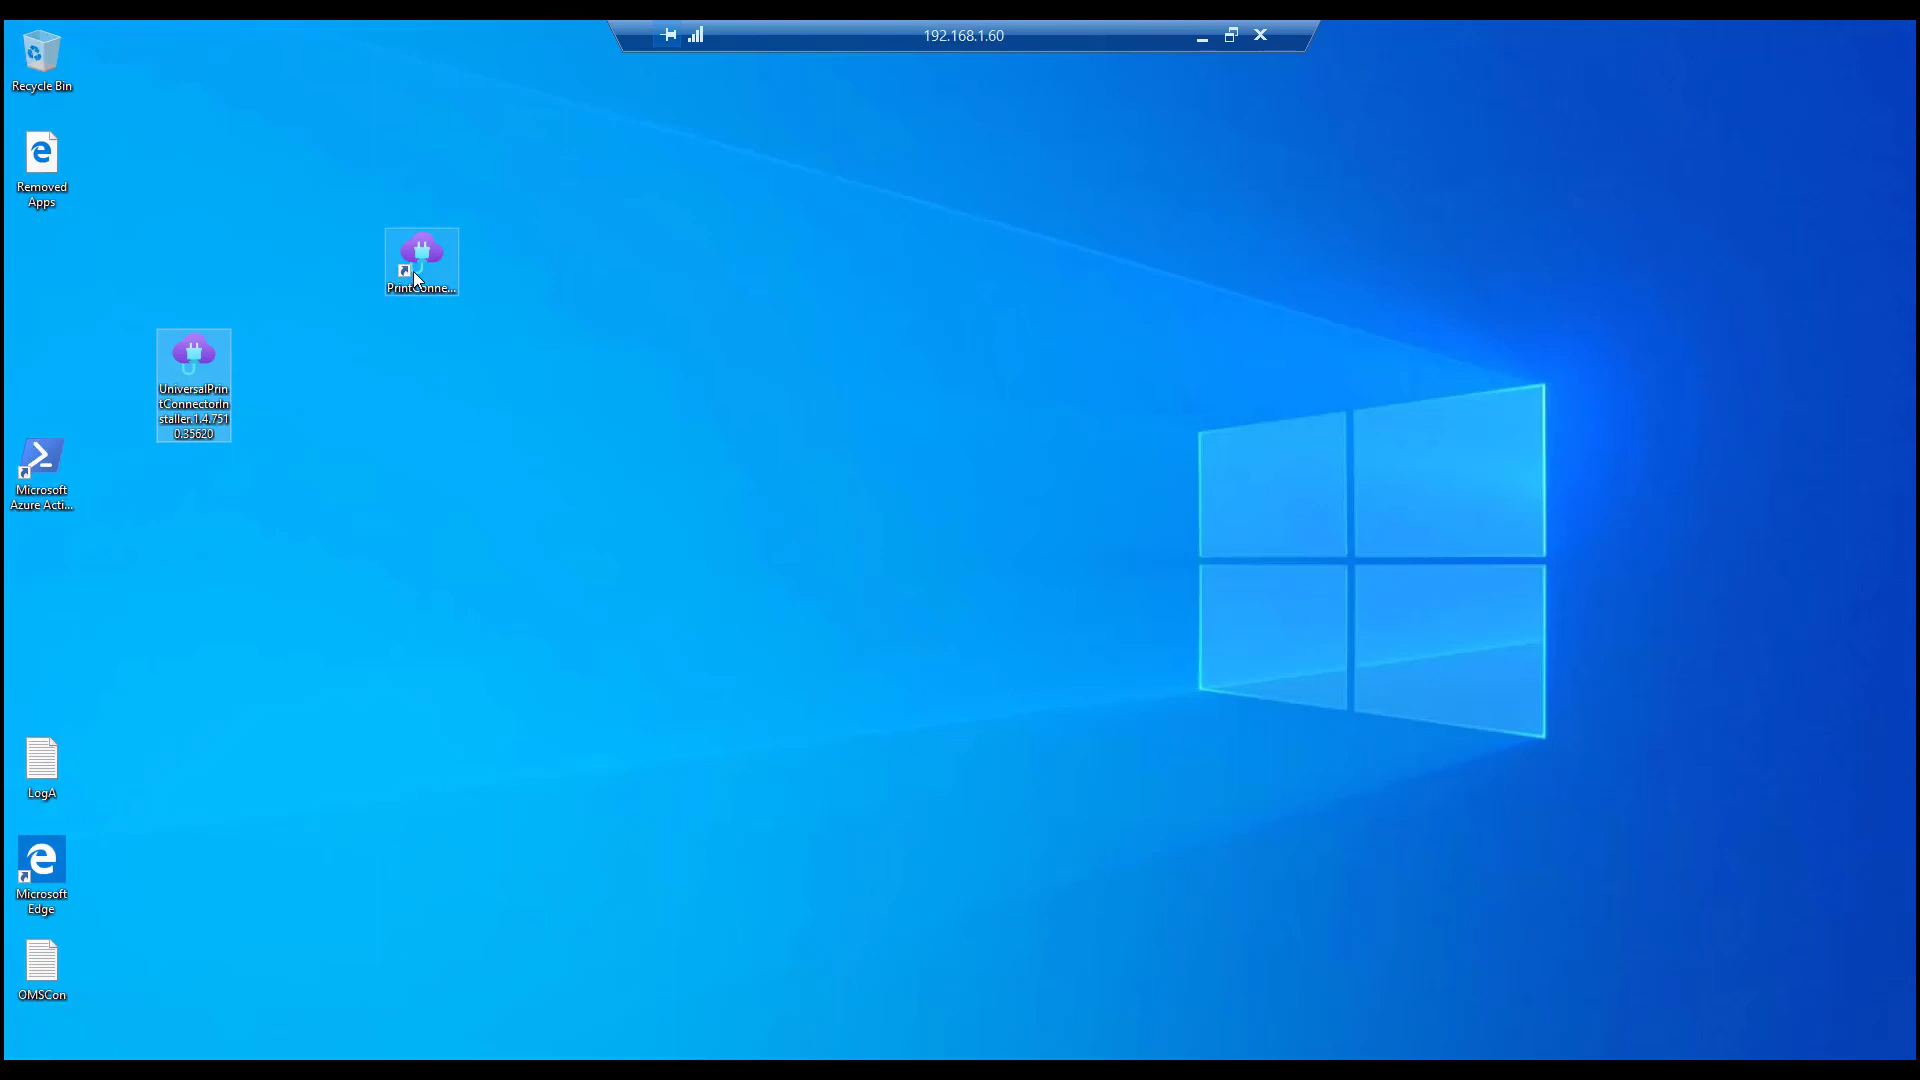 192.168.1.60
Recycle Bin
Removed
Apps
PrintConne...
UniversalPrin
tConnectorIn
staller.1.4.751
0.35620
Microsoft
Azure Acti...
LogA
Microsoft
Edge
OMSCon